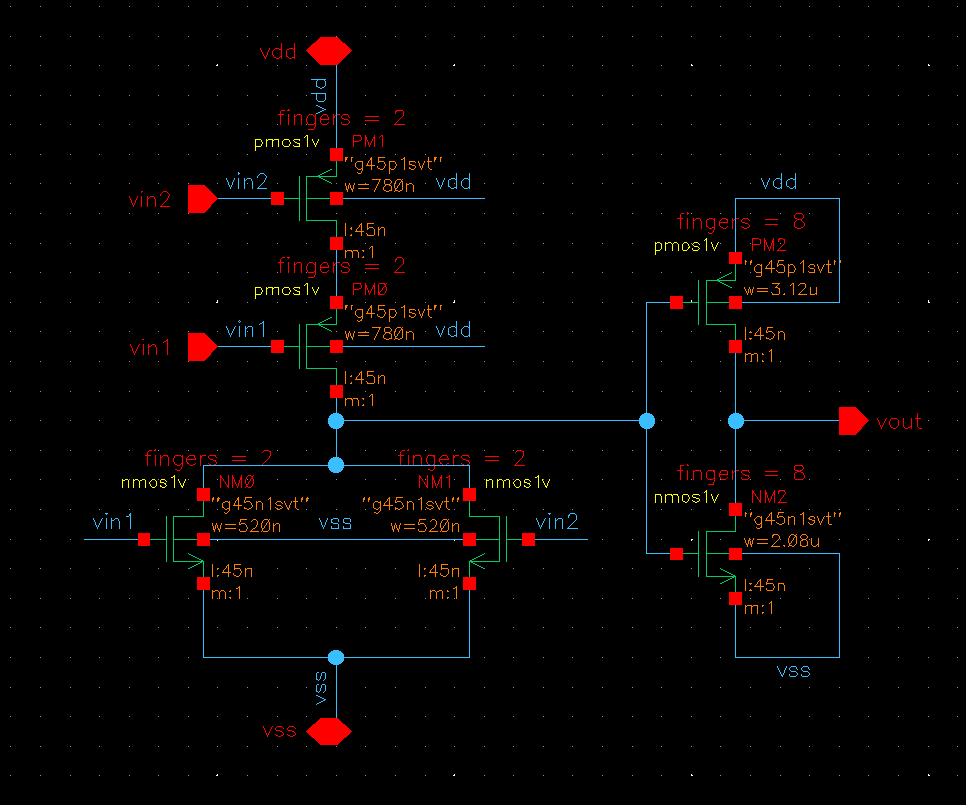 vdd
vdd
fingers = 2
pmos1v
PM1
"g45p1svt"
w=780n
vdd
vin2
vin2
l:45n
m:1
fingers = 2
pmos1v
PM0
"g45p1svt"
w=780n
vdd
vin1
vin1
l:45n
m:1
vdd
fingers = 8
pmos1v
PM2
"g45p1svt"
w=3.12u
l:45n
m:1
vout
fingers = 2
nmos1v
NM0
"g45n1svt"
w=520n
vin1
l:45n
m:1
vss
fingers = 2
NM1
nmos1v
"g45n1svt"
w=520n
vin2
l:45n
m:1
fingers = 8
nmos1v
NM2
"g45n1svt"
w=2.08u
l:45n
m:1
vss
vss
vss